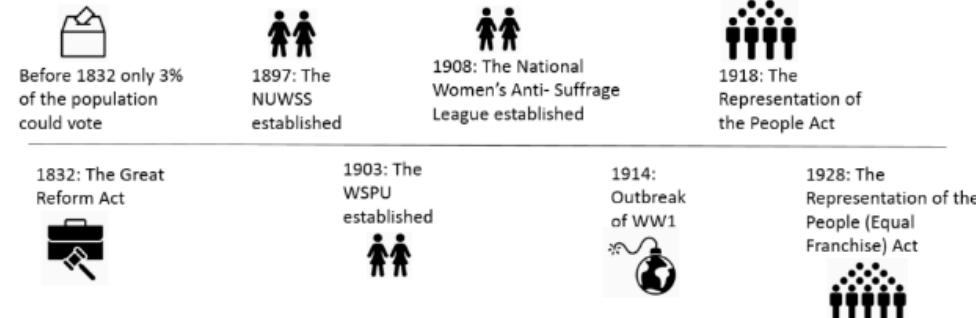 Before 1832 only 3%
of the population
could vote
1897: The
NUWSS
established
1908: The National
Women's Anti- Suffrage
League established
1918: The
Representation of
the People Act
1832: The Great
Reform Act
1903: The
WSPU
established
1914:
Outbreak
of WW1
1928: The
Representation of the
People (Equal
Franchise) Act